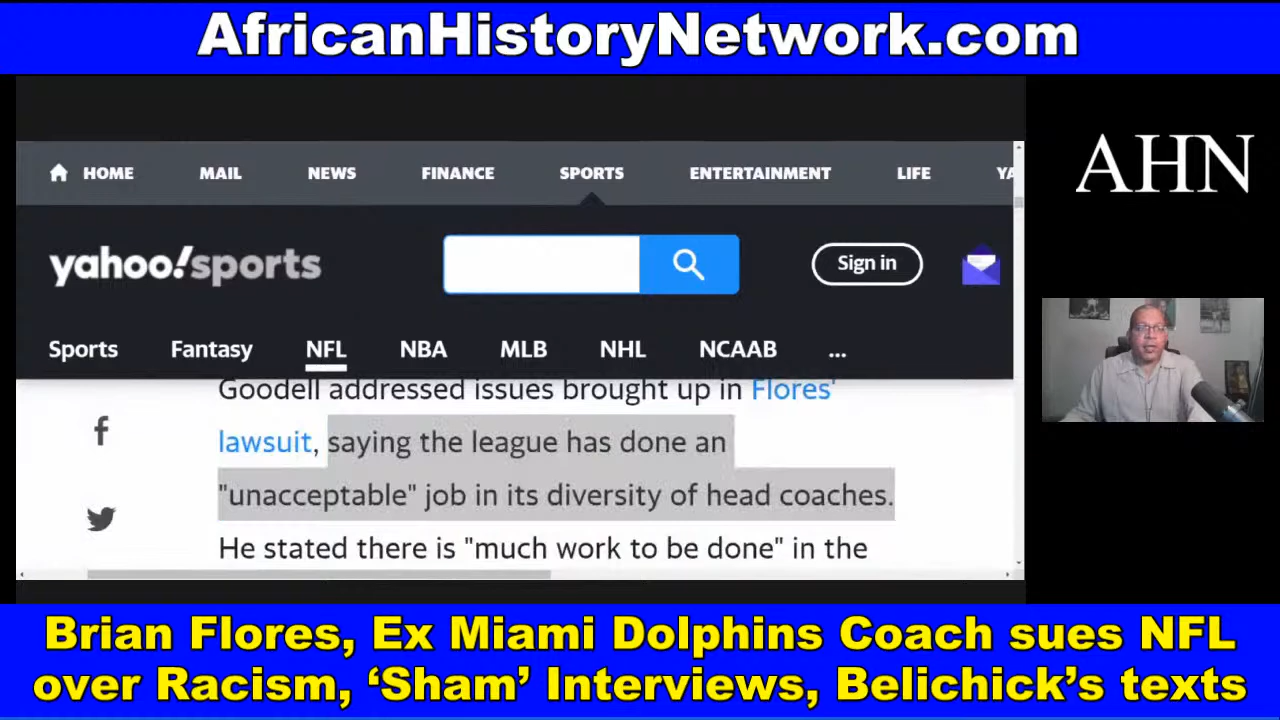 AfricanHistoryNetwork.com
HOME MAIL NEWS FINANCE SPORTS ENTERTAINMENT LIFE YA
AHN
yahoo!sports
Sign in
Sports Fantasy NFL NBA MLB NHL NCAAB ...
Goodell addressed issues brought up in Flores'
lawsuit, saying the league has done an
"unacceptable" job in its diversity of head coaches.
He stated there is "much work to be done" in the
Brian Flores, Ex Miami Dolphins Coach sues NFL
over Racism, ‘Sham’ Interviews, Belichick’s texts